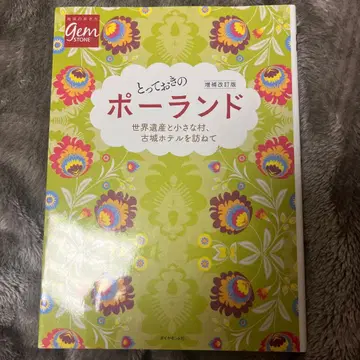 地球の歩き方
gem
STONE
とっておきの
増補改訂版
ポーランド
世界遺産と小さな村、
古城ホテルを訪ねて